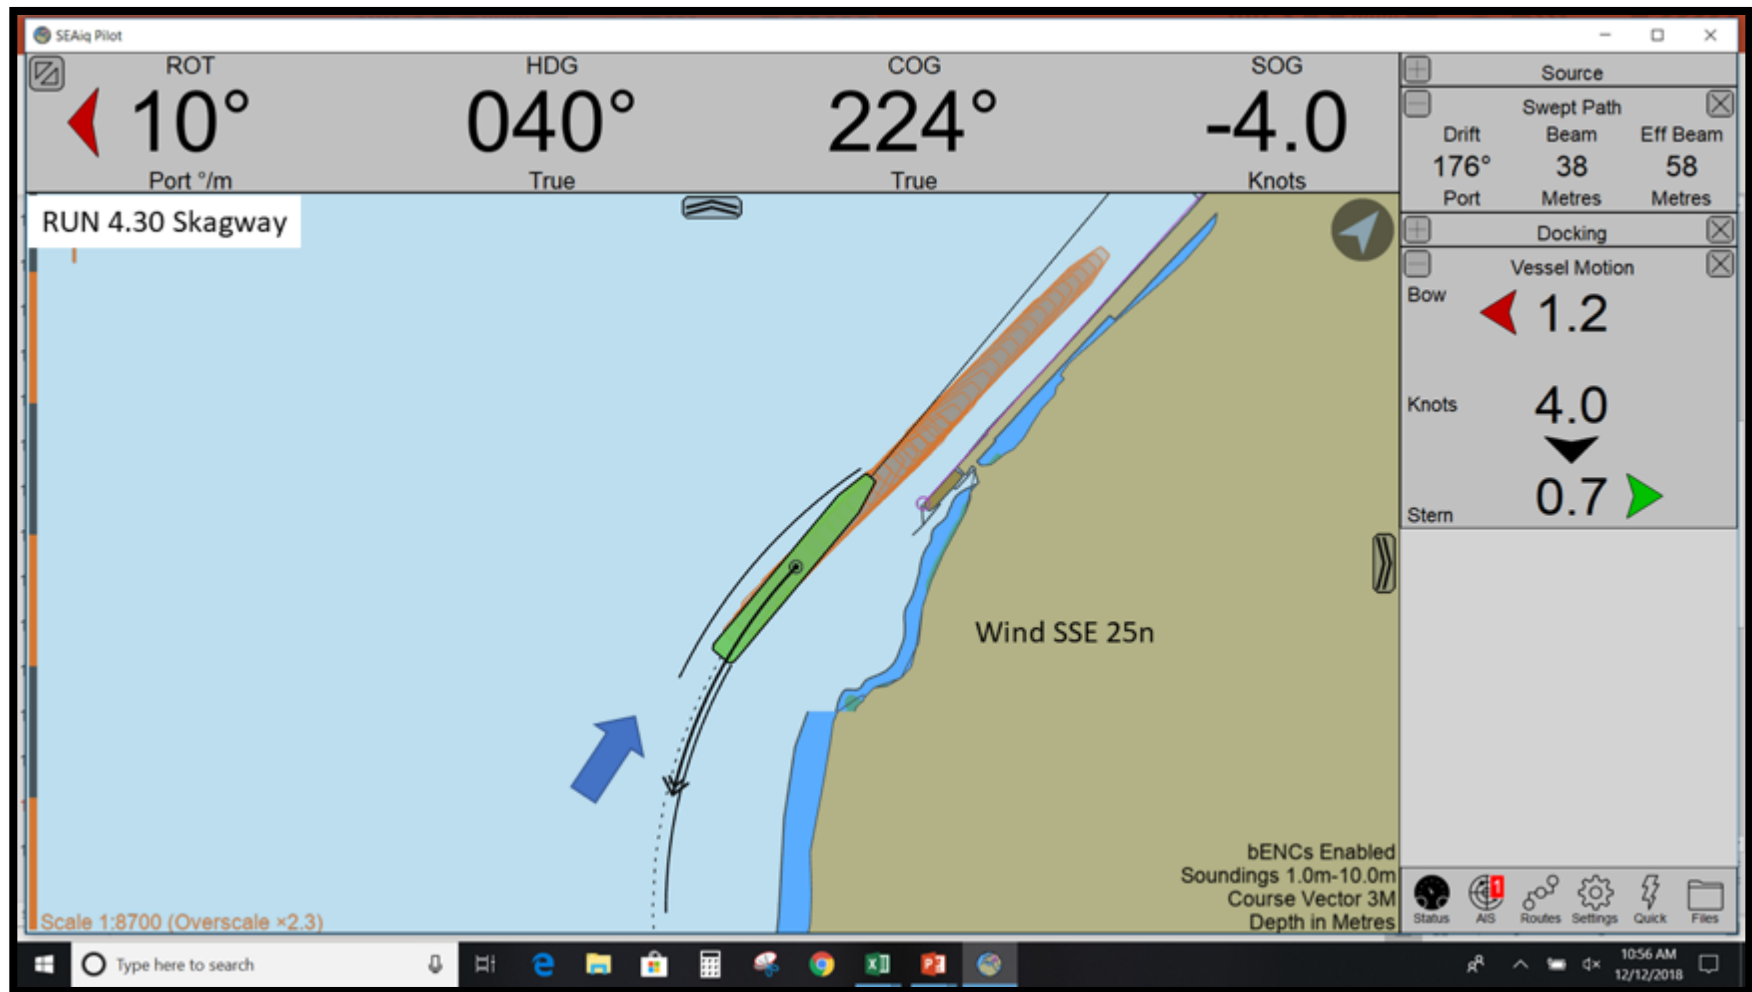 SEAiq Pilot
ROT HDG COG SOG
10° 040° 224° -4.0
Port °/m True True Knots
RUN 4.30 Skagway
Source
Swept Path
Drift Beam Eff Beam
176° 38 58
Port Metres Metres
Docking
Vessel Motion
Bow
1.2
Knots 4.0
0.7
Stern
Wind SSE 25n
bENCs Enabled
Soundings 1.0m-10.0m
Course Vector 3M
Depth in Metres
Scale 1:8700 (Overscale ×2.3)
1
Status AIS Routes Settings Quick Files
Type here to search
10:56 AM
12/12/2018